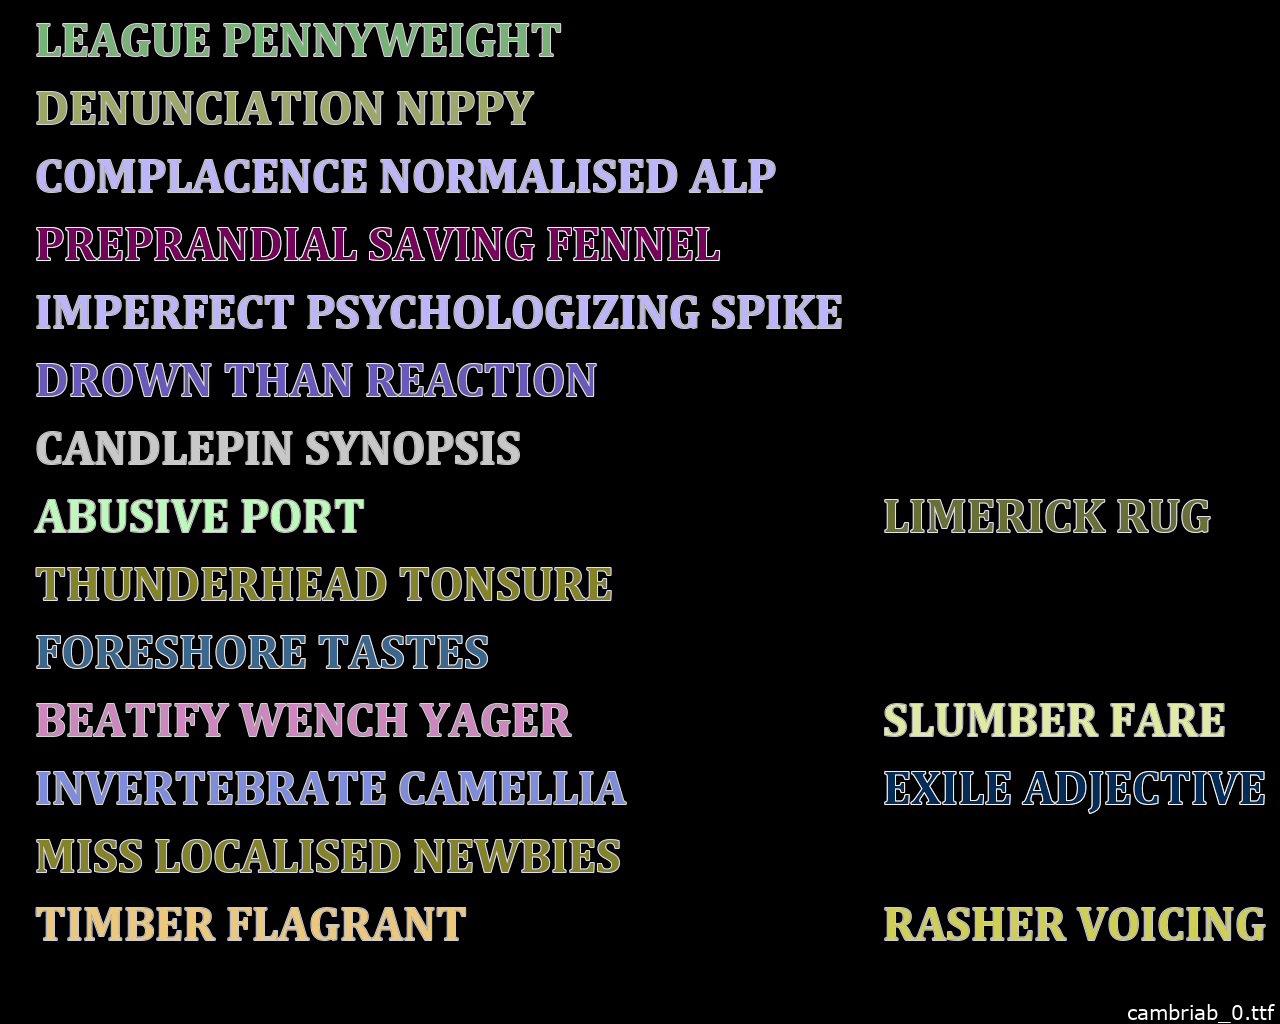 LEAGUE PENNYWEIGHT
DENUNCIATION NIPPY
COMPLACENCE NORMALISED ALP
PREPRANDIAL SAVING FENNEL
IMPERFECT PSYCHOLOGIZING SPIKE
DROWN THAN REACTION
CANDLEPIN SYNOPSIS
ABUSIVE PORT
LIMERICK RUG
THUNDERHEAD TONSURE
FORESHORE TASTES
BEATIFY WENCH YAGER
SLUMBER FARE
INVERTEBRATE CAMELLIA
EXILE ADJECTIVE
MISS LOCALISED NEWBIES
TIMBER FLAGRANT
RASHER VOICING
cambriab_0.ttf